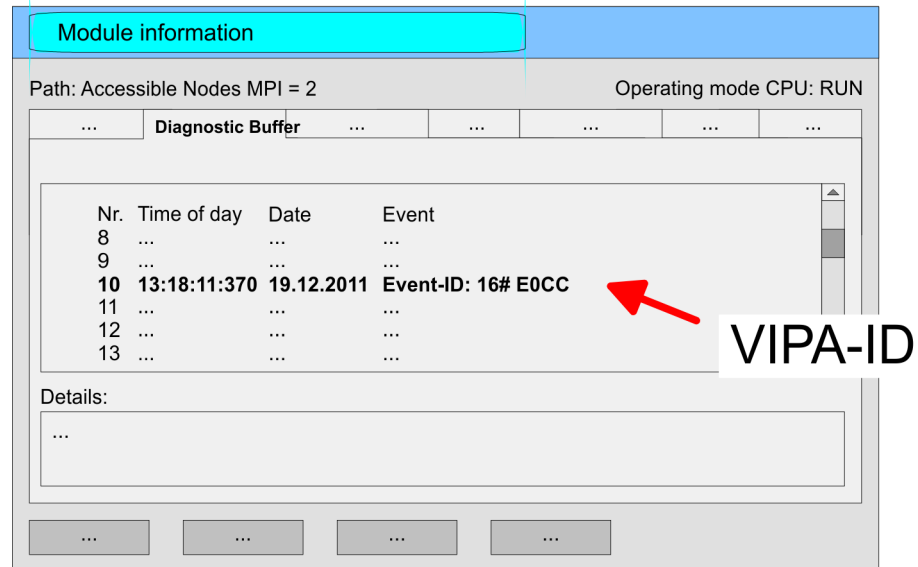 Module information
Path: Accessible Nodes MPI = 2 Operating mode CPU: RUN
... Diagnostic Buffer ... ... ... ... ...
Nr. Time of day Date Event
8 ... ... ...
9 ... ... ...
10 13:18:11:370 19.12.2011 Event-ID: 16# E0CC
11 ... ... ...
12 ... ... ...
13 ... ... ...
VIPA-ID
Details:
...
... ... ... ...